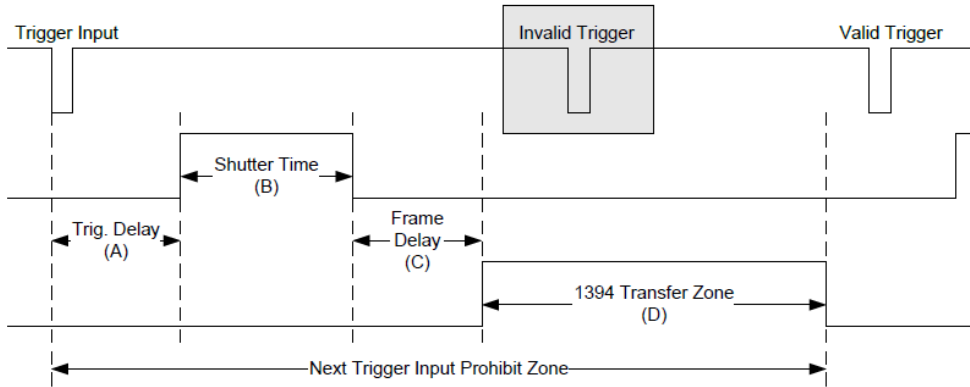 Trigger Input
Invalid Trigger
Valid Trigger
Shutter Time
(B)
Trig. Delay
(A)
Frame
Delay
(C)
1394 Transfer Zone
(D)
Next Trigger Input Prohibit Zone